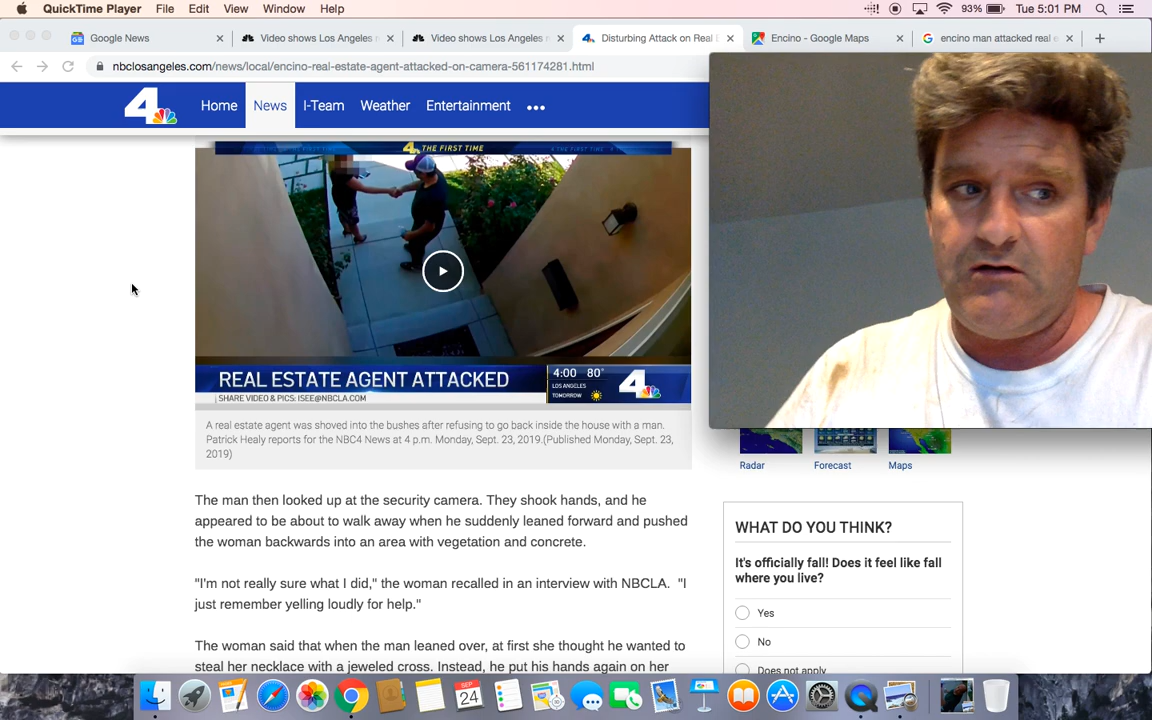 QuickTime Player File Edit View Window Help 93% Tue 5:01 PM
Google News Video shows Los Angeles Video shows Los Angeles Disturbing Attack on Real Encino - Google Maps encino man attacked real
nbclosangeles.com/news/local/encino-real-estate-agent-attacked-on-camera-561174281.html
4 Home News I-Team Weather Entertainment
4 THE FIRST TIME
REAL ESTATE AGENT ATTACKED
4:00 80°
LOS ANGELES
TOMORROW
4
SHARE VIDEO & PICS: ISEE@NBCLA.COM
A real estate agent was shoved into the bushes after refusing to go back inside the house with a man.
Patrick Healy reports for the NBC4 News at 4 p.m. Monday, Sept. 23, 2019.(Published Monday, Sept. 23,
2019)
The man then looked up at the security camera. They shook hands, and he
appeared to be about to walk away when he suddenly leaned forward and pushed
the woman backwards into an area with vegetation and concrete.
"I'm not really sure what I did," the woman recalled in an interview with NBCLA. "I
just remember yelling loudly for help."
The woman said that when the man leaned over, at first she thought he wanted to
steal her necklace with a jeweled cross. Instead, he put his hands again on her
Radar Forecast Maps
WHAT DO YOU THINK?
It's officially fall! Does it feel like fall
where you live?
Yes
No
Does not apply
SEP
24